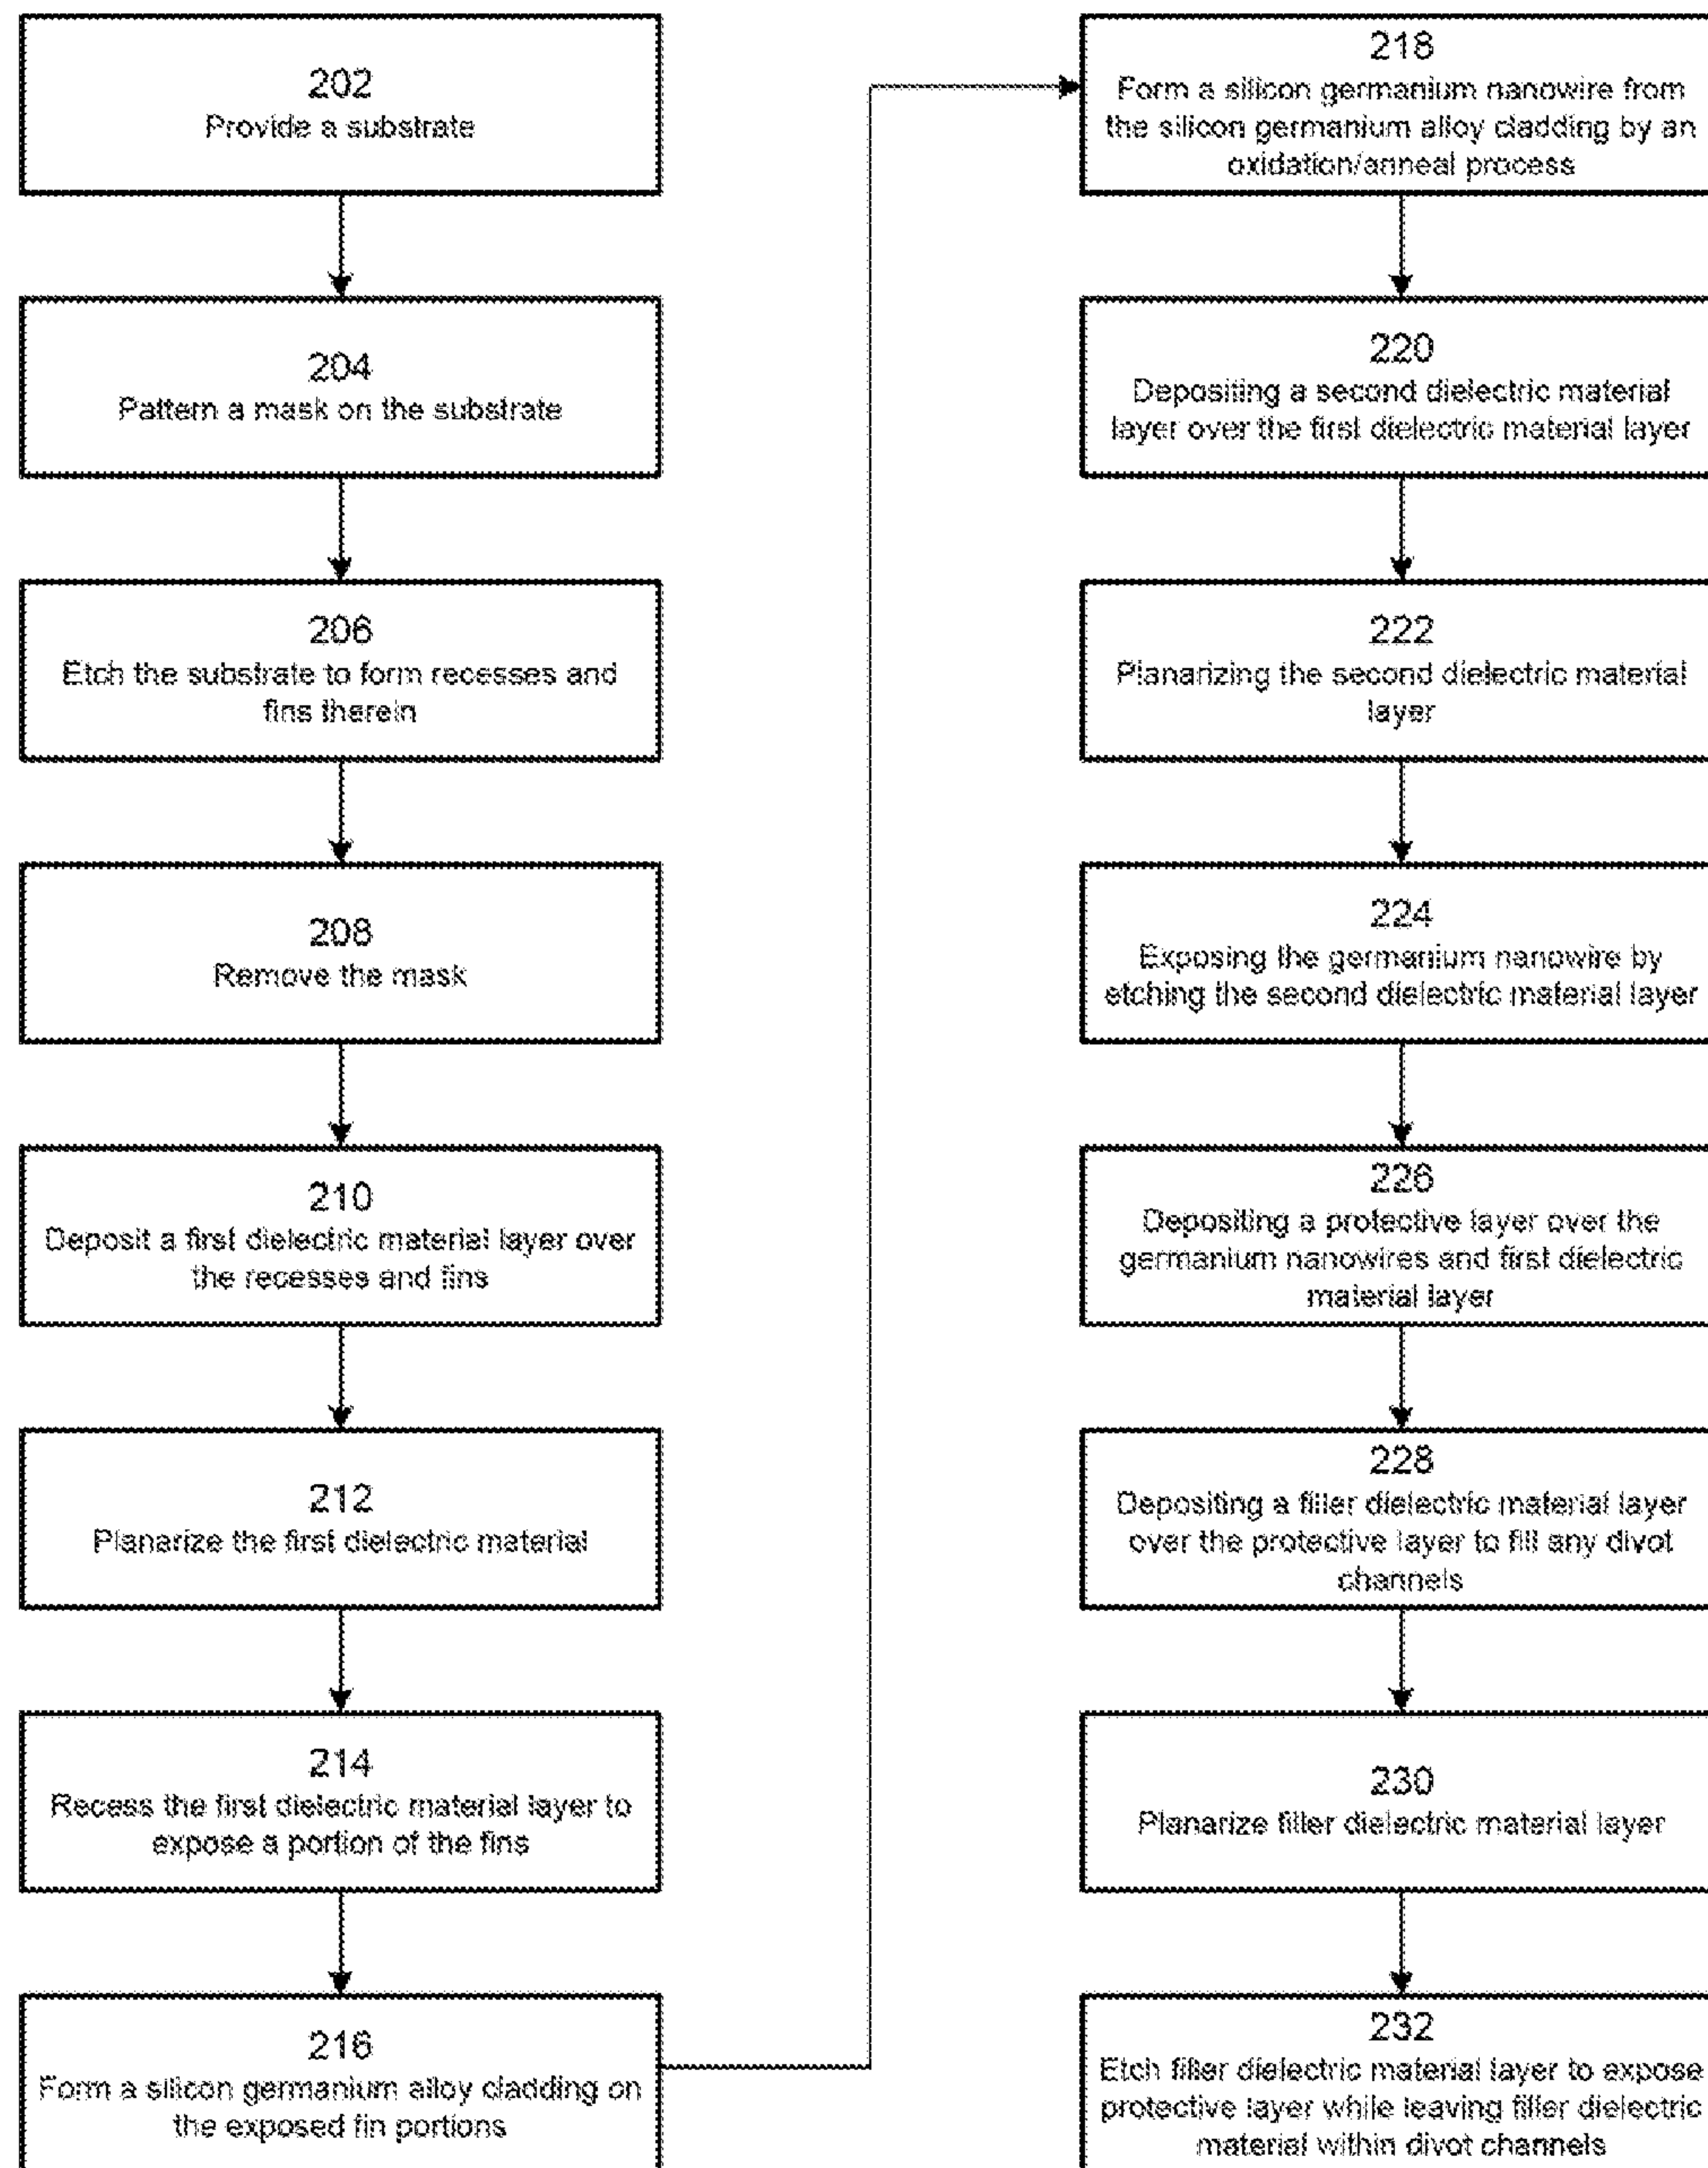 202
Provide a substrate
204
Pattern a mask on the substrate
206
Etch the substrate to form recesses and
fins therein
208
Remove the mask
210
Deposit a first dielectric material layer over
the recesses and fins
212
Planarize the first dielectric material
214
Recess the first dielectric material layer to
expose a portion of the fins
216
Form a silicon germanium alloy cladding on
the exposed fin portions
218
Form a silicon germanium nanowire from
the silicon germanium alloy cladding by an
oxidation/anneal process
220
Depositing a second dielectric material
layer over the first dielectric material layer
222
Planarizing the second dielectric material
layer
224
Exposing the germanium nanowire by
etching the second dielectric material layer
226
Depositing a protective layer over the
germanium nanowires and first dielectric
material layer
228
Depositing a filler dielectric material layer
over the protective layer to fill any divot
channels
230
Planarize filler dielectric material layer
232
Etch filler dielectric material layer to expose
protective layer while leaving filler dielectric
material within divot channels